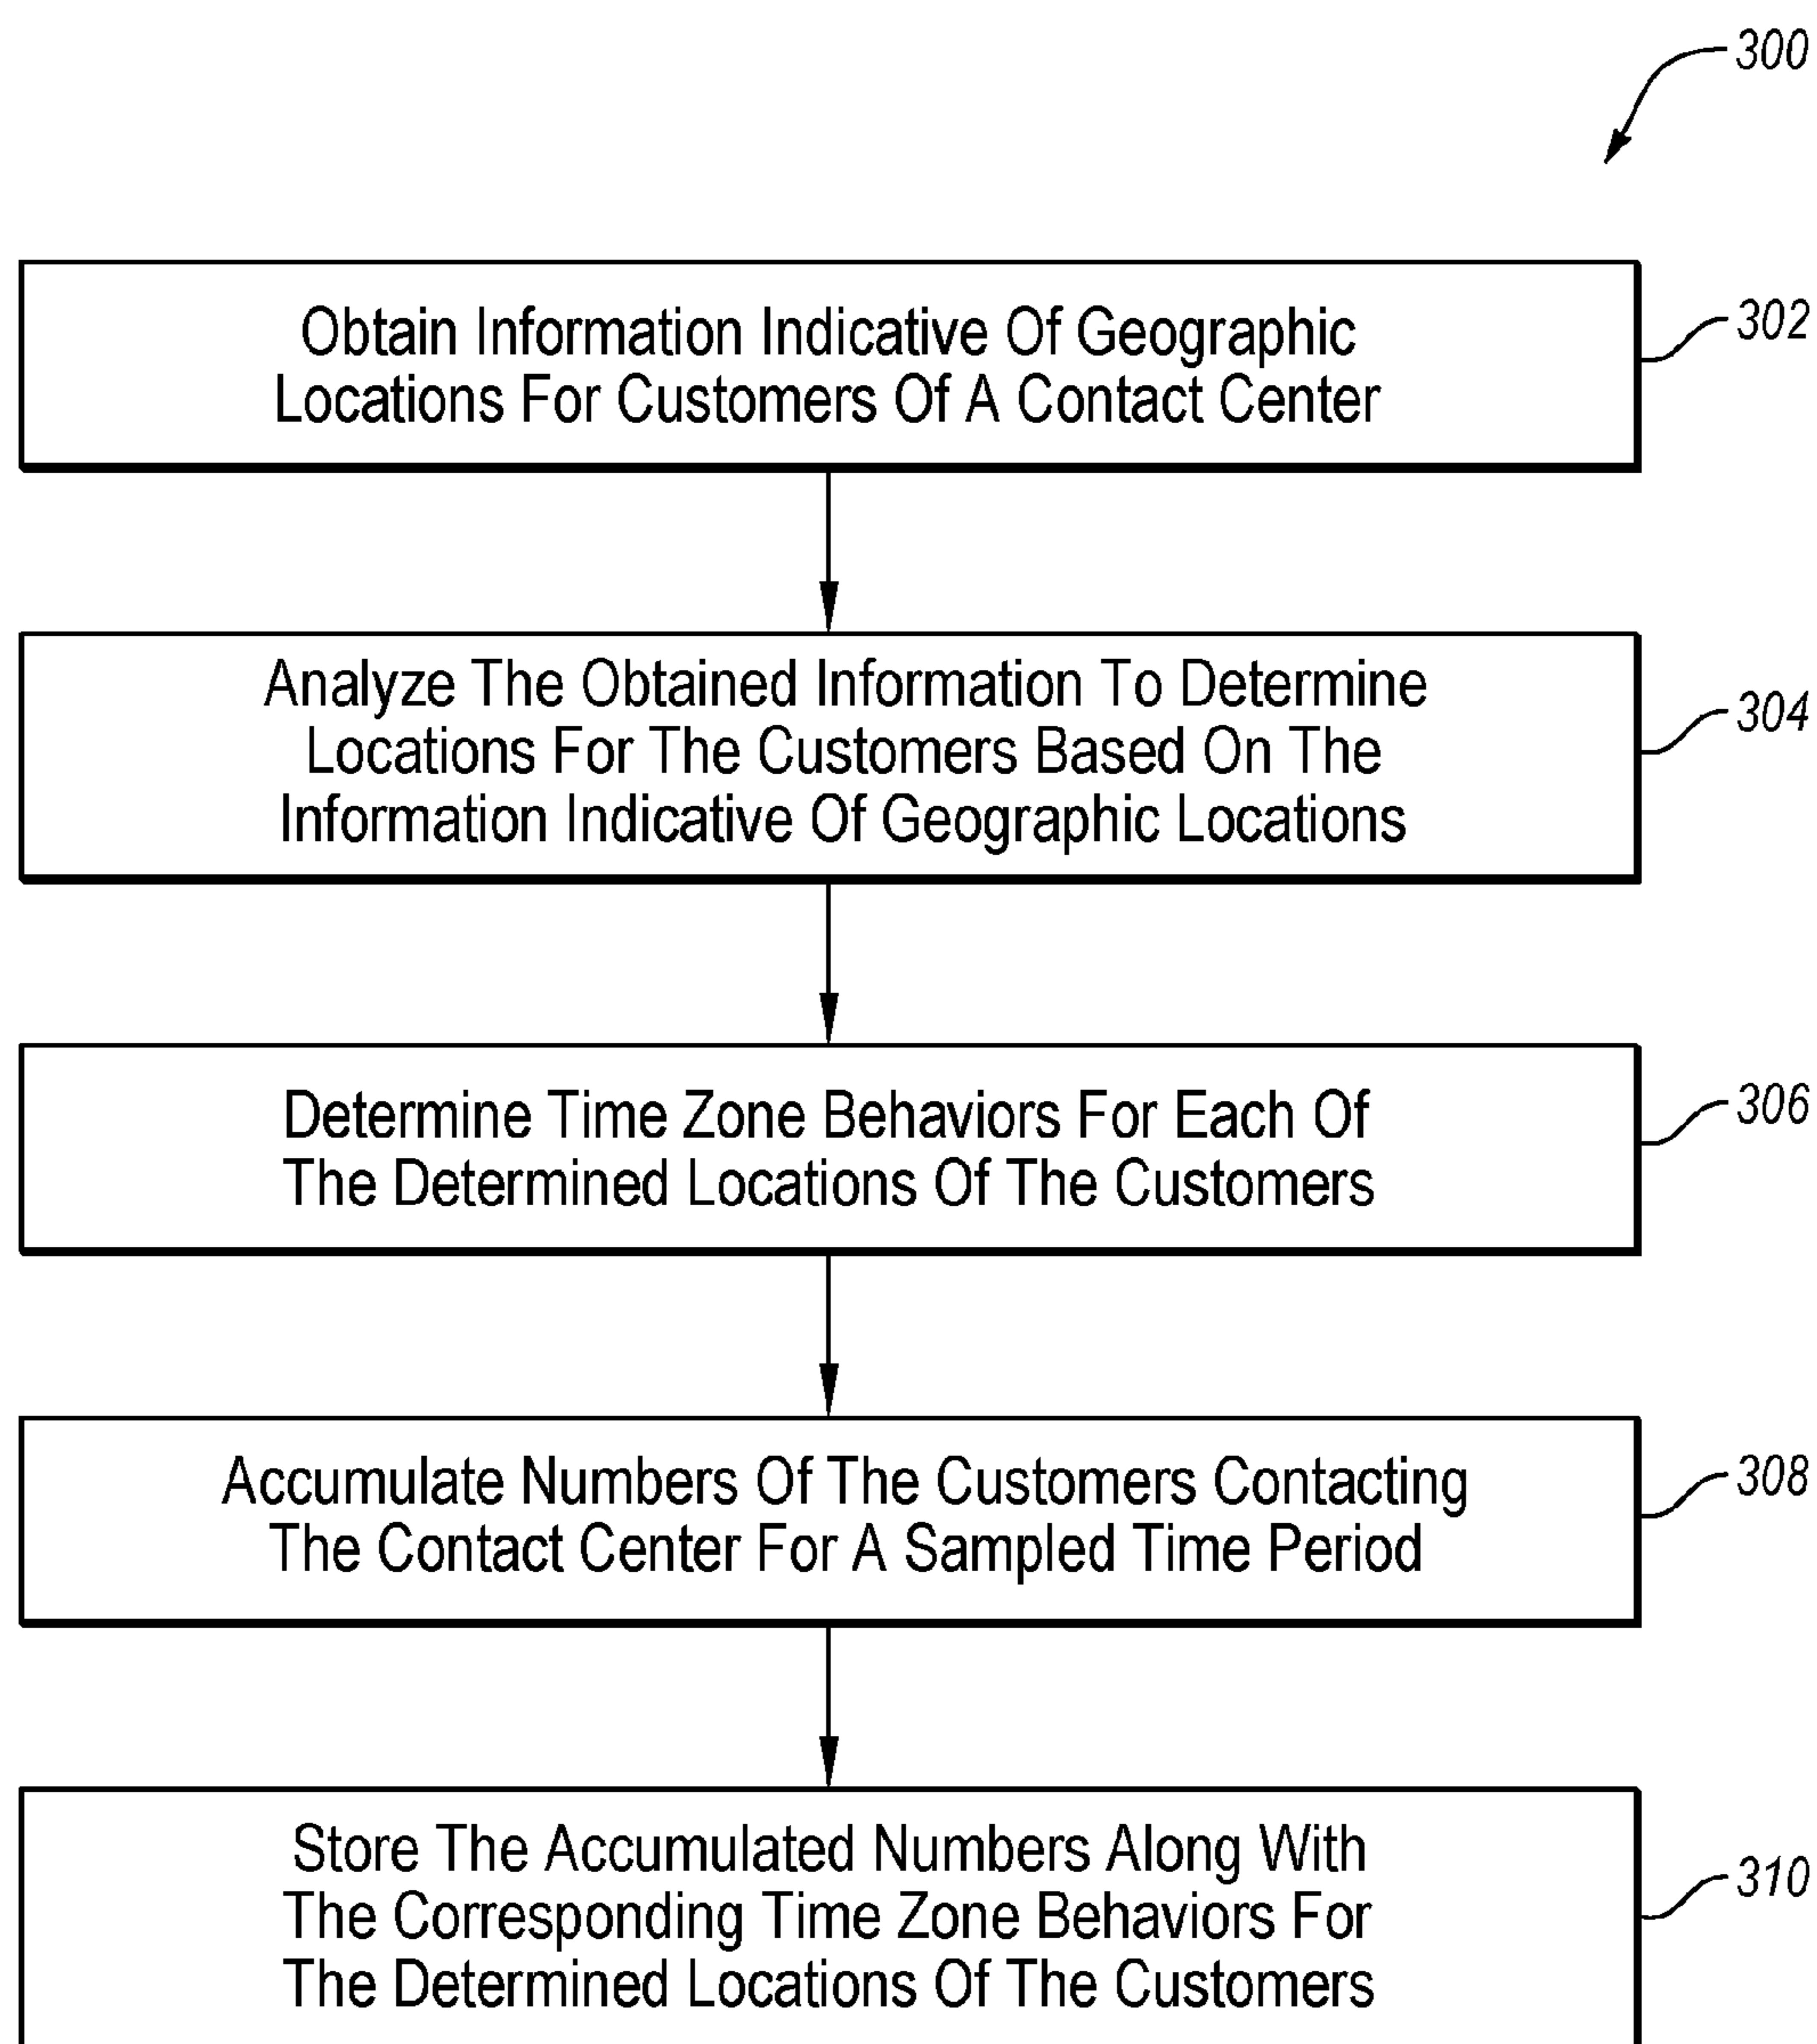 300
Obtain Information Indicative Of Geographic
Locations For Customers Of A Contact Center
302
Analyze The Obtained Information To Determine
Locations For The Customers Based On The
Information Indicative Of Geographic Locations
304
Determine Time Zone Behaviors For Each Of
The Determined Locations Of The Customers
306
Accumulate Numbers Of The Customers Contacting
The Contact Center For A Sampled Time Period
308
Store The Accumulated Numbers Along With
The Corresponding Time Zone Behaviors For
The Determined Locations Of The Customers
310